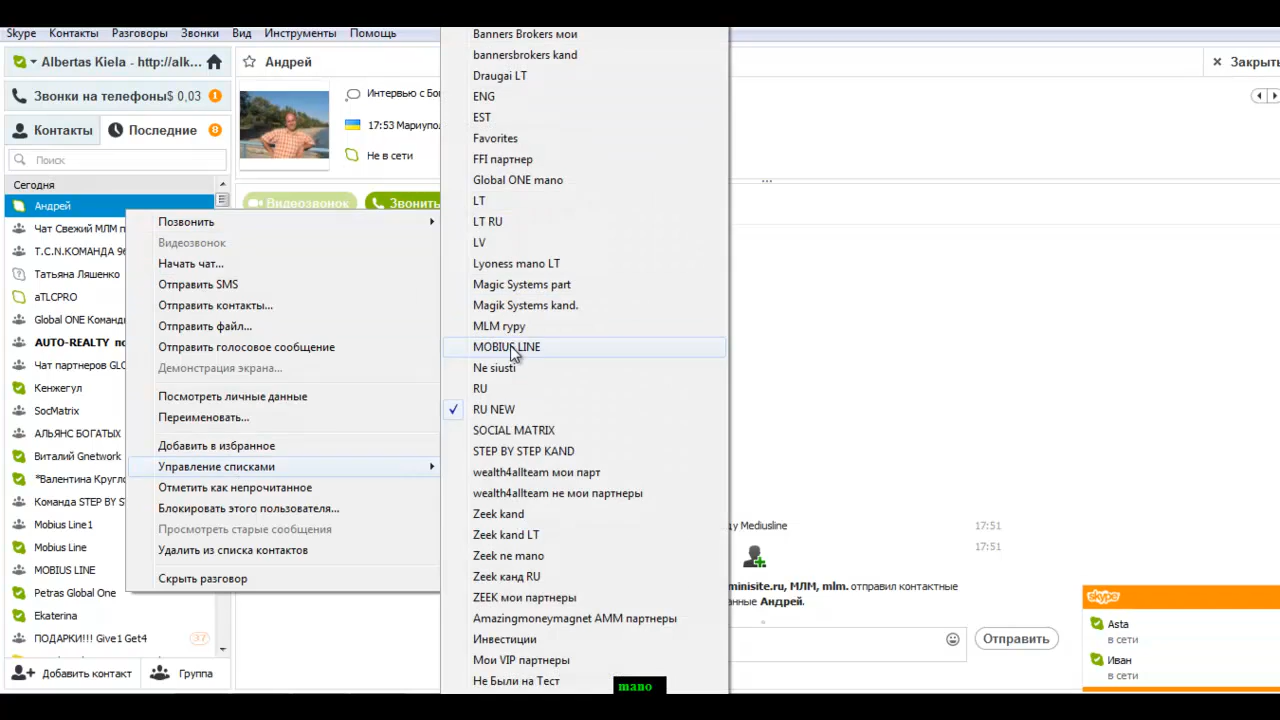 Skype Контакты Разговоры Звонки Вид Инструменты Помощь
Albertas Kiela - http://alk...
Звонки на телефоны $ 0,03 1
Контакты Последние 8
Поиск
Сегодня
Андрей
Чат Свежий МЛМ п
T.C.N.КОМАНДА 96
Татьяна Ляшенко
aTLCPRO
Global ONE Команд
AUTO-REALTY по
Чат партнеров GLO
Кенжегул
SocMatrix
АЛЬЯНС БОГАТЫХ
Виталий Gnetwork
*Валентина Кругло
Команда STEP BY S
Mobius Line1
Mobius Line
MOBIUS LINE
Petras Global One
Ekaterina
ПОДАРКИ!!! Give1 Get4 37
Добавить контакт Группа
Андрей
Закрыть
Интервью с Бог
17:53 Мариупол
Не в сети
Видеозвонок Звонить
Позвонить
Видеозвонок
Начать чат...
Отправить SMS
Отправить контакты...
Отправить файл...
Отправить голосовое сообщение
Демонстрация экрана...
Посмотреть личные данные
Переименовать...
Добавить в избранное
Управление списками
Отметить как непрочитанное
Блокировать этого пользователя...
Просмотреть старые сообщения
Удалить из списка контактов
Скрыть разговор
Banners Brokers мои
bannersbrokers kand
Draugai LT
ENG
EST
Favorites
FFI партнер
Global ONE mano
LT
LT RU
LV
Lyoness mano LT
Magic Systems part
Magik Systems kand.
MLM гуру
MOBIUS LINE
Ne siusti
RU
RU NEW
SOCIAL MATRIX
STEP BY STEP KAND
wealth4allteam мои парт
wealth4allteam не мои партнеры
Zeek kand
Zeek kand LT
Zeek ne mano
Zeek канд RU
ZEEK мои партнеры
Amazingmoneymagnet AMM партнеры
Инвестиции
Мои VIP партнеры
Не Были на Тест
mano
цу Mediusline 17:51
17:51
minisite.ru, МЛМ, mlm. отправил контактные
нные Андрей.
Отправить
skype
Asta
в сети
Иван
в сети